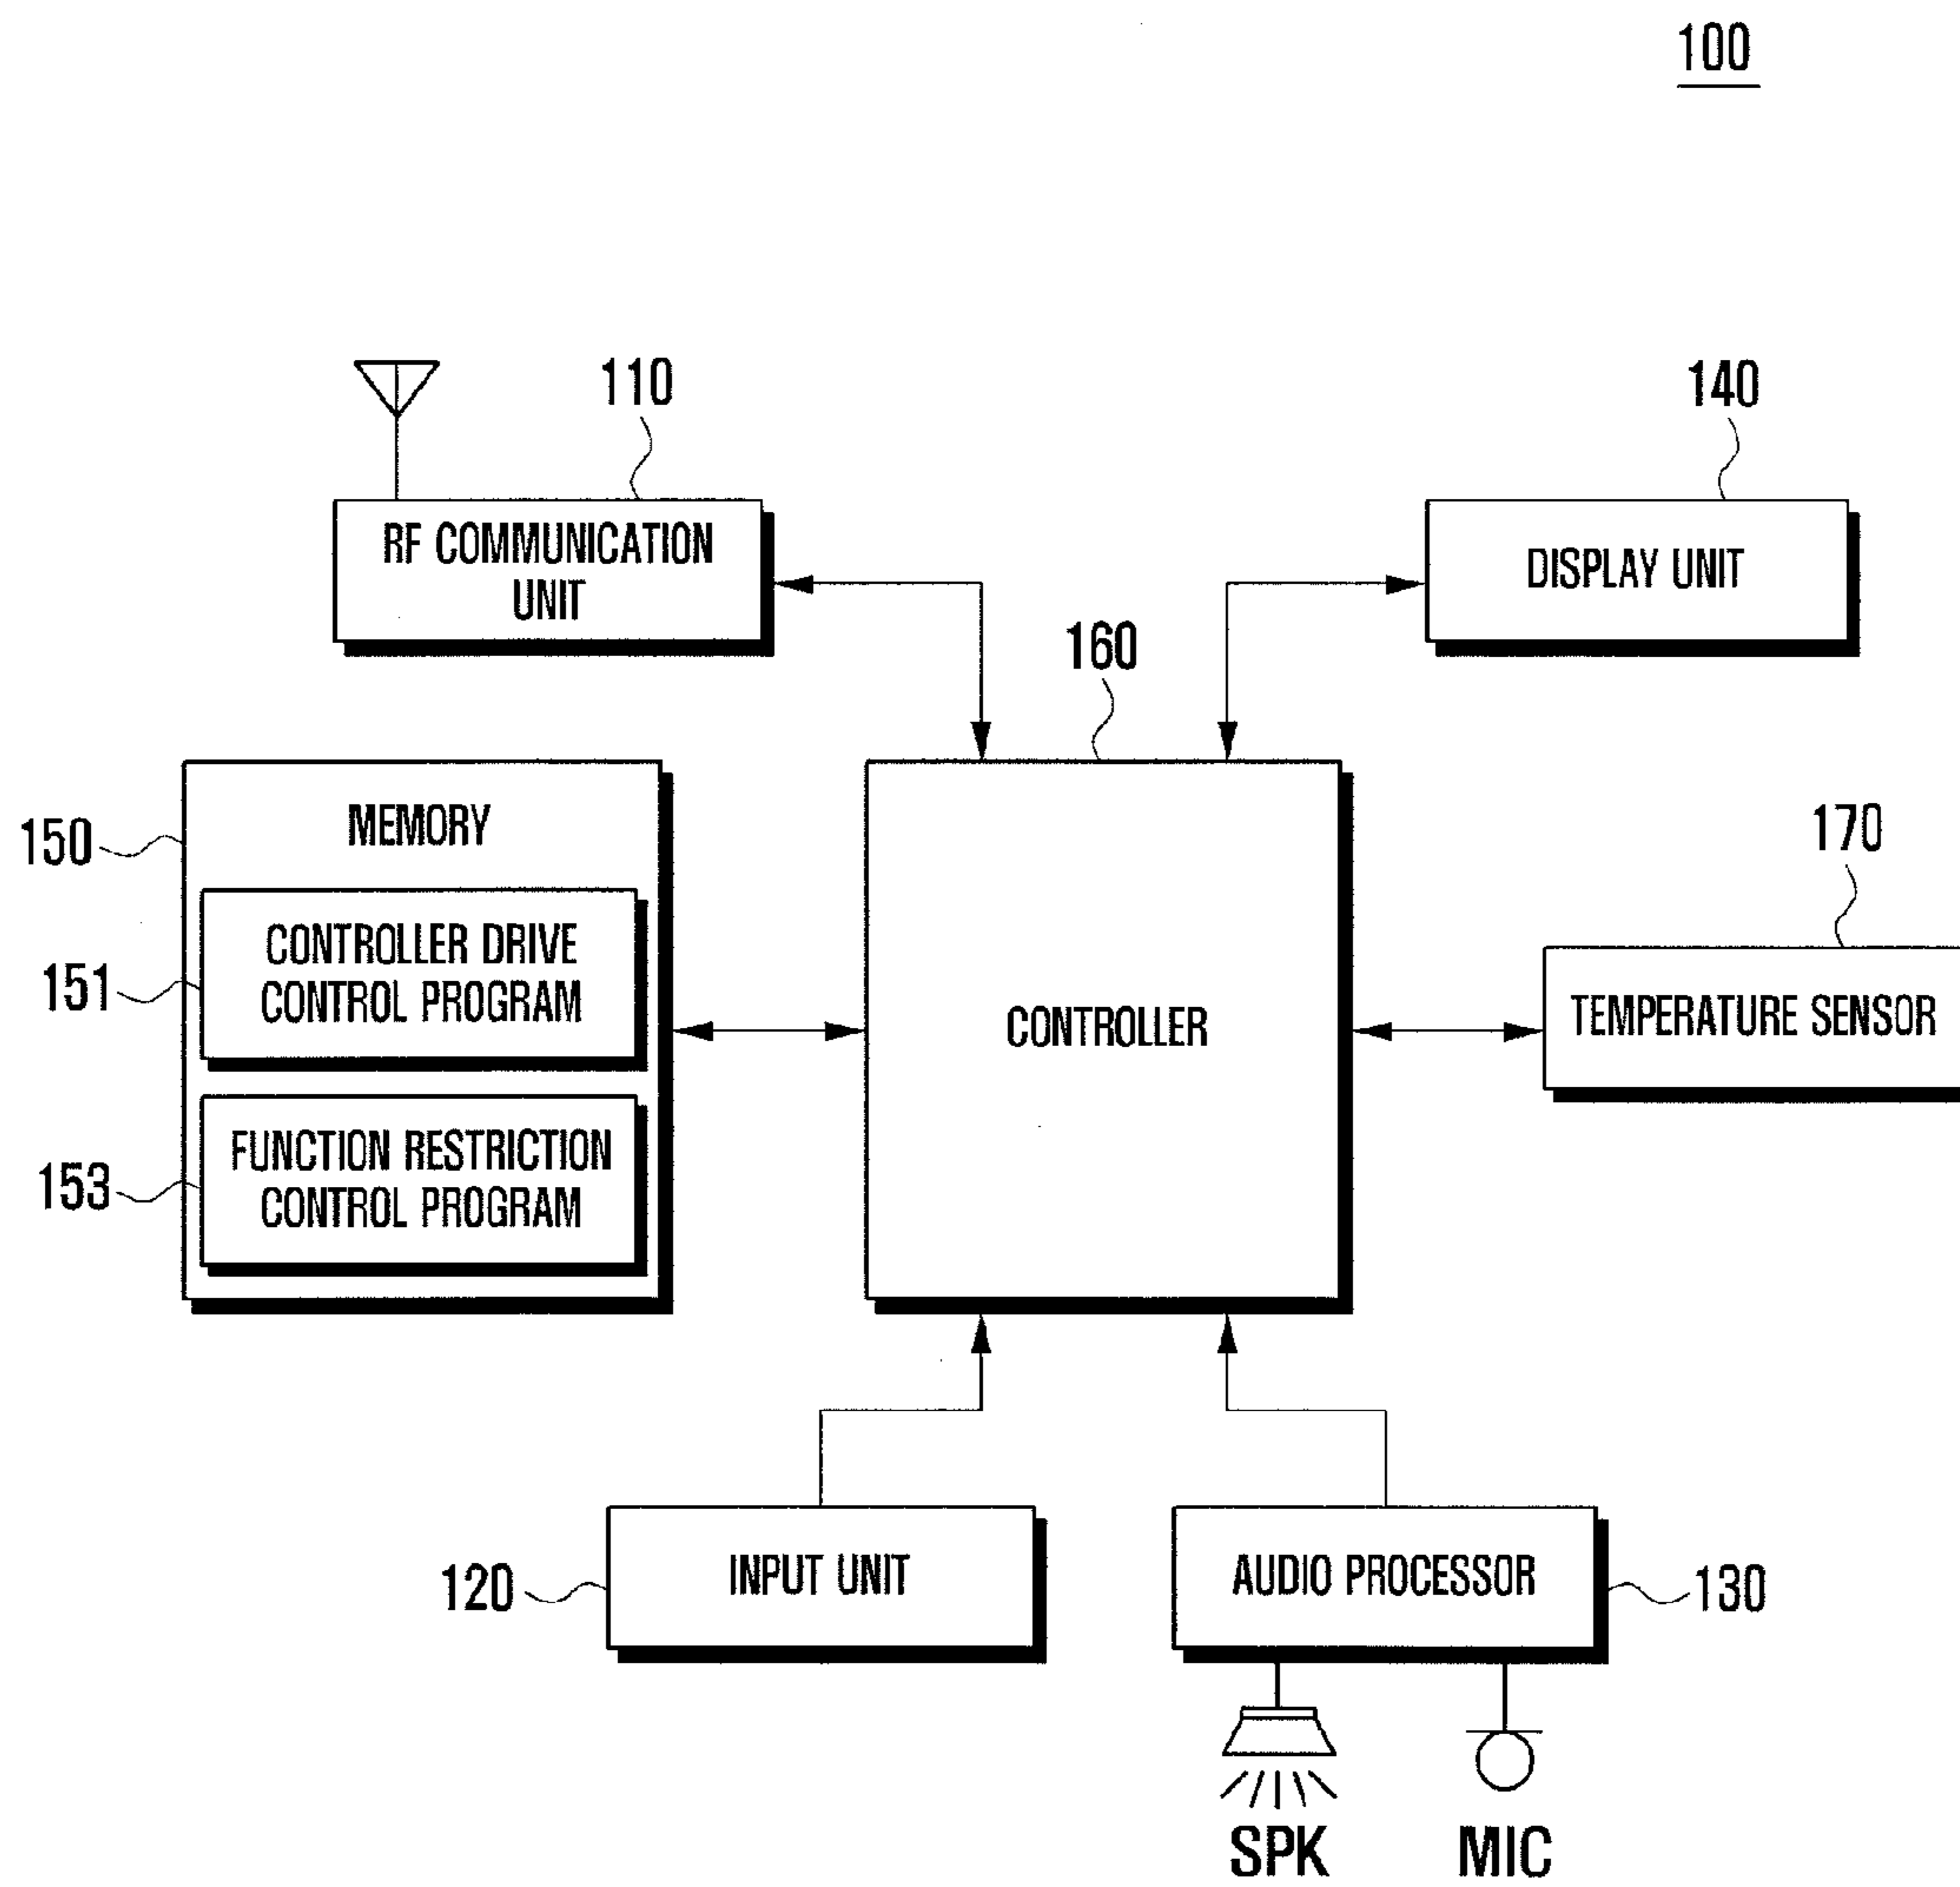 100
110
140
RF COMMUNICATION
UNIT
DISPLAY UNIT
160
150
MEMORY
170
151
CONTROLLER DRIVE
CONTROL PROGRAM
CONTROLLER
TEMPERATURE SENSOR
153
FUNCTION RESTRICTION
CONTROL PROGRAM
120
INPUT UNIT
AUDIO PROCESSOR
130
SPK
MIC